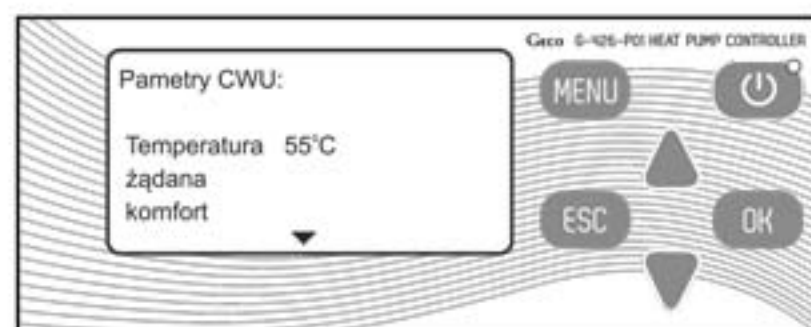 Geco G-426-P01 HEAT PUMP CONTROLLER
Pametry CWU:
MENU
Temperatura 55°C
żądana
komfort
ESC
OK